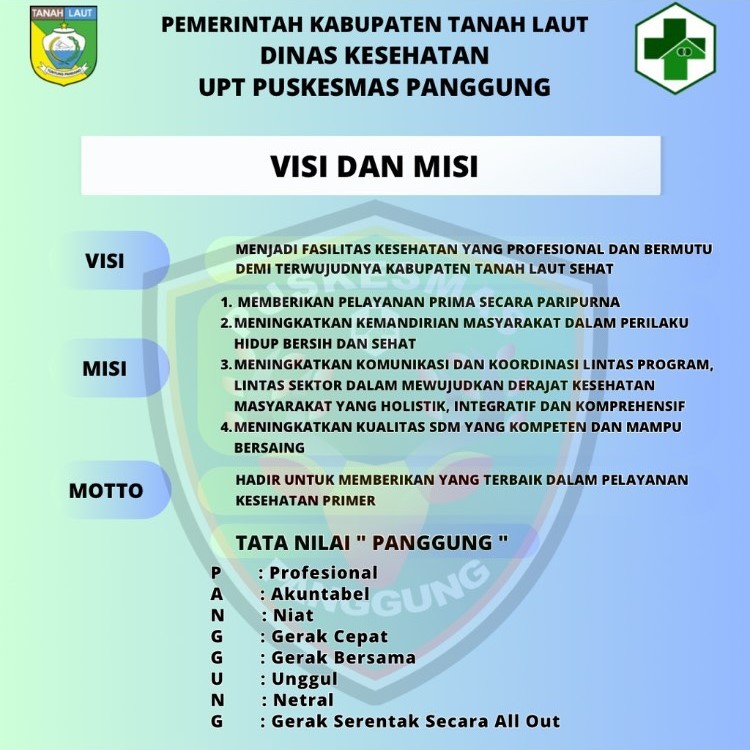 TANAH LAUT
PEMERINTAH KABUPATEN TANAH LAUT
DINAS KESEHATAN
UPT PUSKESMAS PANGGUNG
VISI DAN MISI
VISI
MENJADI FASILITAS KESEHATAN YANG PROFESIONAL DAN BERMUTU
DEMI TERWUJUDNYA KABUPATEN TANAH LAUT SEHAT
MISI
1. MEMBERIKAN PELAYANAN PRIMA SECARA PARIPURNA
2. MENINGKATKAN KEMANDIRIAN MASYARAKAT DALAM PERILAKU
HIDUP BERSIH DAN SEHAT
3. MENINGKATKAN KOMUNIKASI DAN KOORDINASI LINTAS PROGRAM,
LINTAS SEKTOR DALAM MEWUJUDKAN DERAJAT KESEHATAN
MASYARAKAT YANG HOLISTIK, INTEGRATIF DAN KOMPREHENSIF
4. MENINGKATKAN KUALITAS SDM YANG KOMPETEN DAN MAMPU
BERSAING
MOTTO
HADIR UNTUK MEMBERIKAN YANG TERBAIK DALAM PELAYANAN
KESEHATAN PRIMER
TATA NILAI " PANGGUNG "
P : Profesional
A : Akuntabel
N : Niat
G : Gerak Cepat
G : Gerak Bersama
U : Unggul
N : Netral
G : Gerak Serentak Secara All Out
PUSKESMAS
PANGGUNG